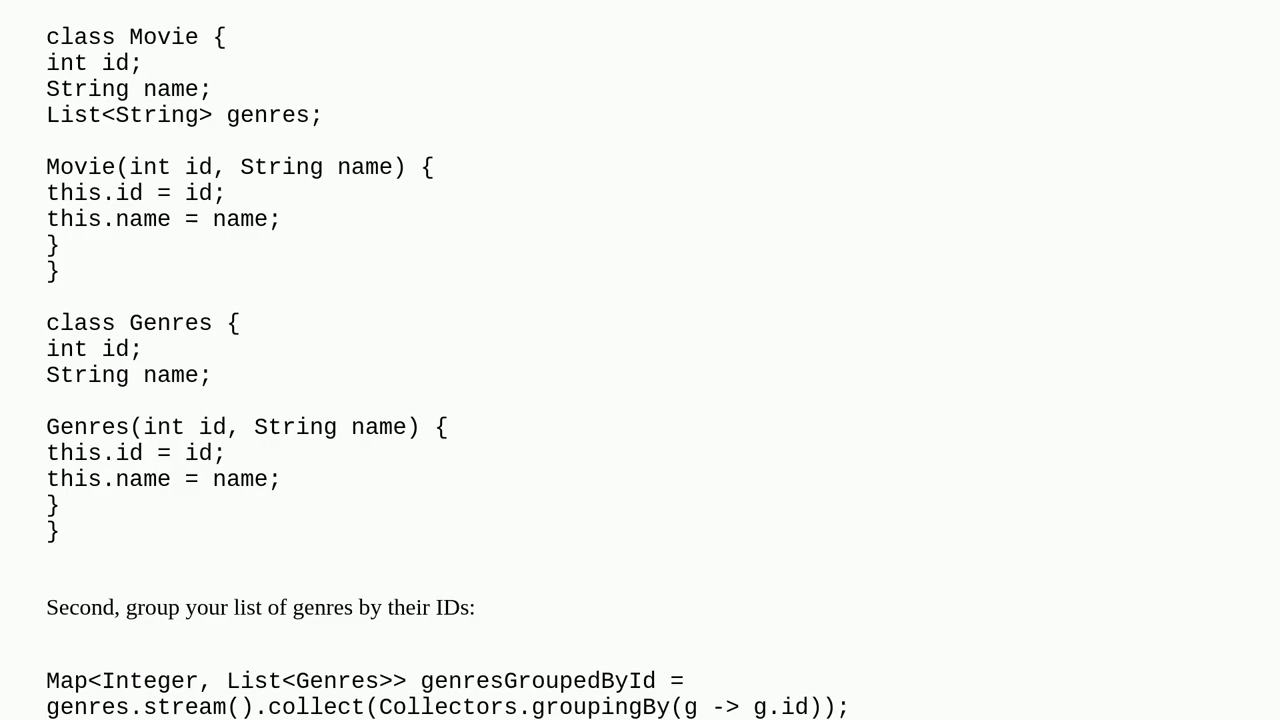 class Movie {
int id;
String name;
List<String> genres;
Movie(int id, String name) {
this.id = id;
this.name = name;
}
}
class Genres {
int id;
String name;
Genres(int id, String name) {
this.id = id;
this.name = name;
}
}
Second, group your list of genres by their IDs:
Map<Integer, List<Genres>> genresGroupedById =
genres.stream().collect(Collectors.groupingBy(g -> g.id));